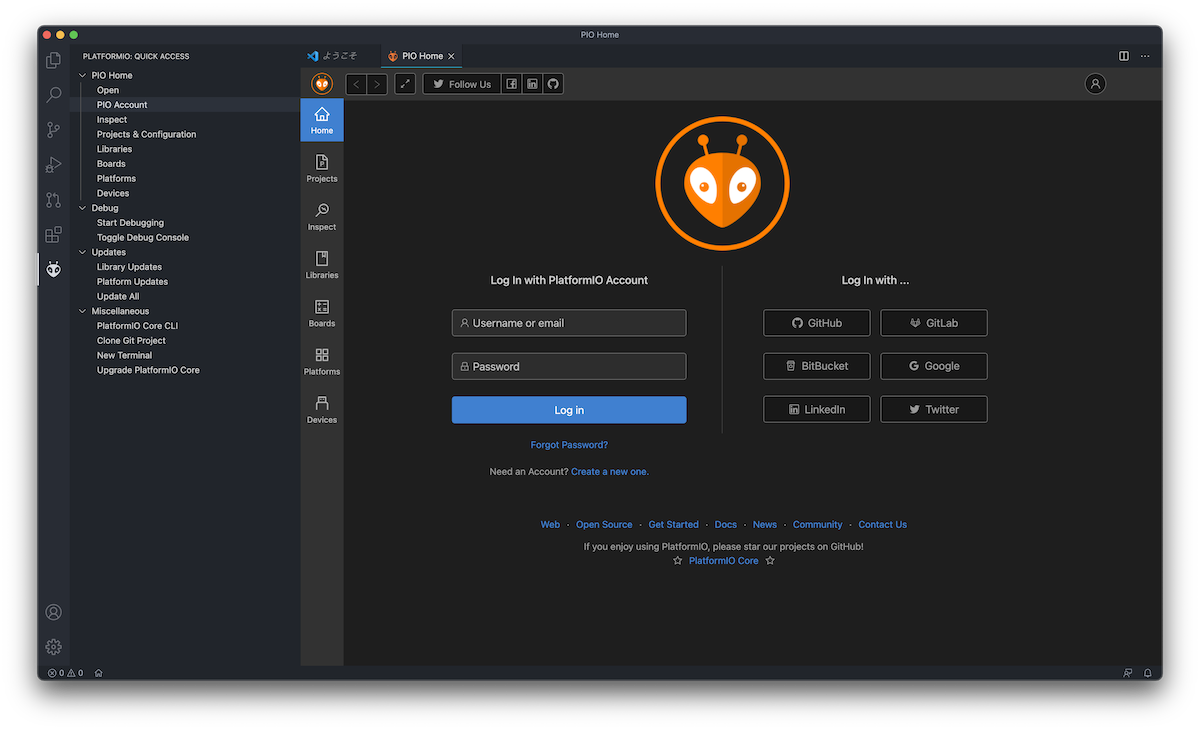 PIO Home
PLATFORMIO: QUICK ACCESS
PIO Home
Open
PIO Account
Inspect
Projects & Configuration
Libraries
Boards
Platforms
Devices
Debug
Start Debugging
Toggle Debug Console
Updates
Library Updates
Platform Updates
Update All
Miscellaneous
PlatformIO Core CLI
Clone Git Project
New Terminal
Upgrade PlatformIO Core
ようこそ
PIO Home
Follow Us
Home
Projects
Inspect
Libraries
Boards
Platforms
Devices
Log In with PlatformIO Account
Username or email
Password
Log in
Forgot Password?
Need an Account? Create a new one.
Log In with ...
GitHub GitLab
BitBucket Google
LinkedIn Twitter
Web · Open Source · Get Started · Docs · News · Community · Contact Us
If you enjoy using PlatformIO, please star our projects on GitHub!
PlatformIO Core
0 0